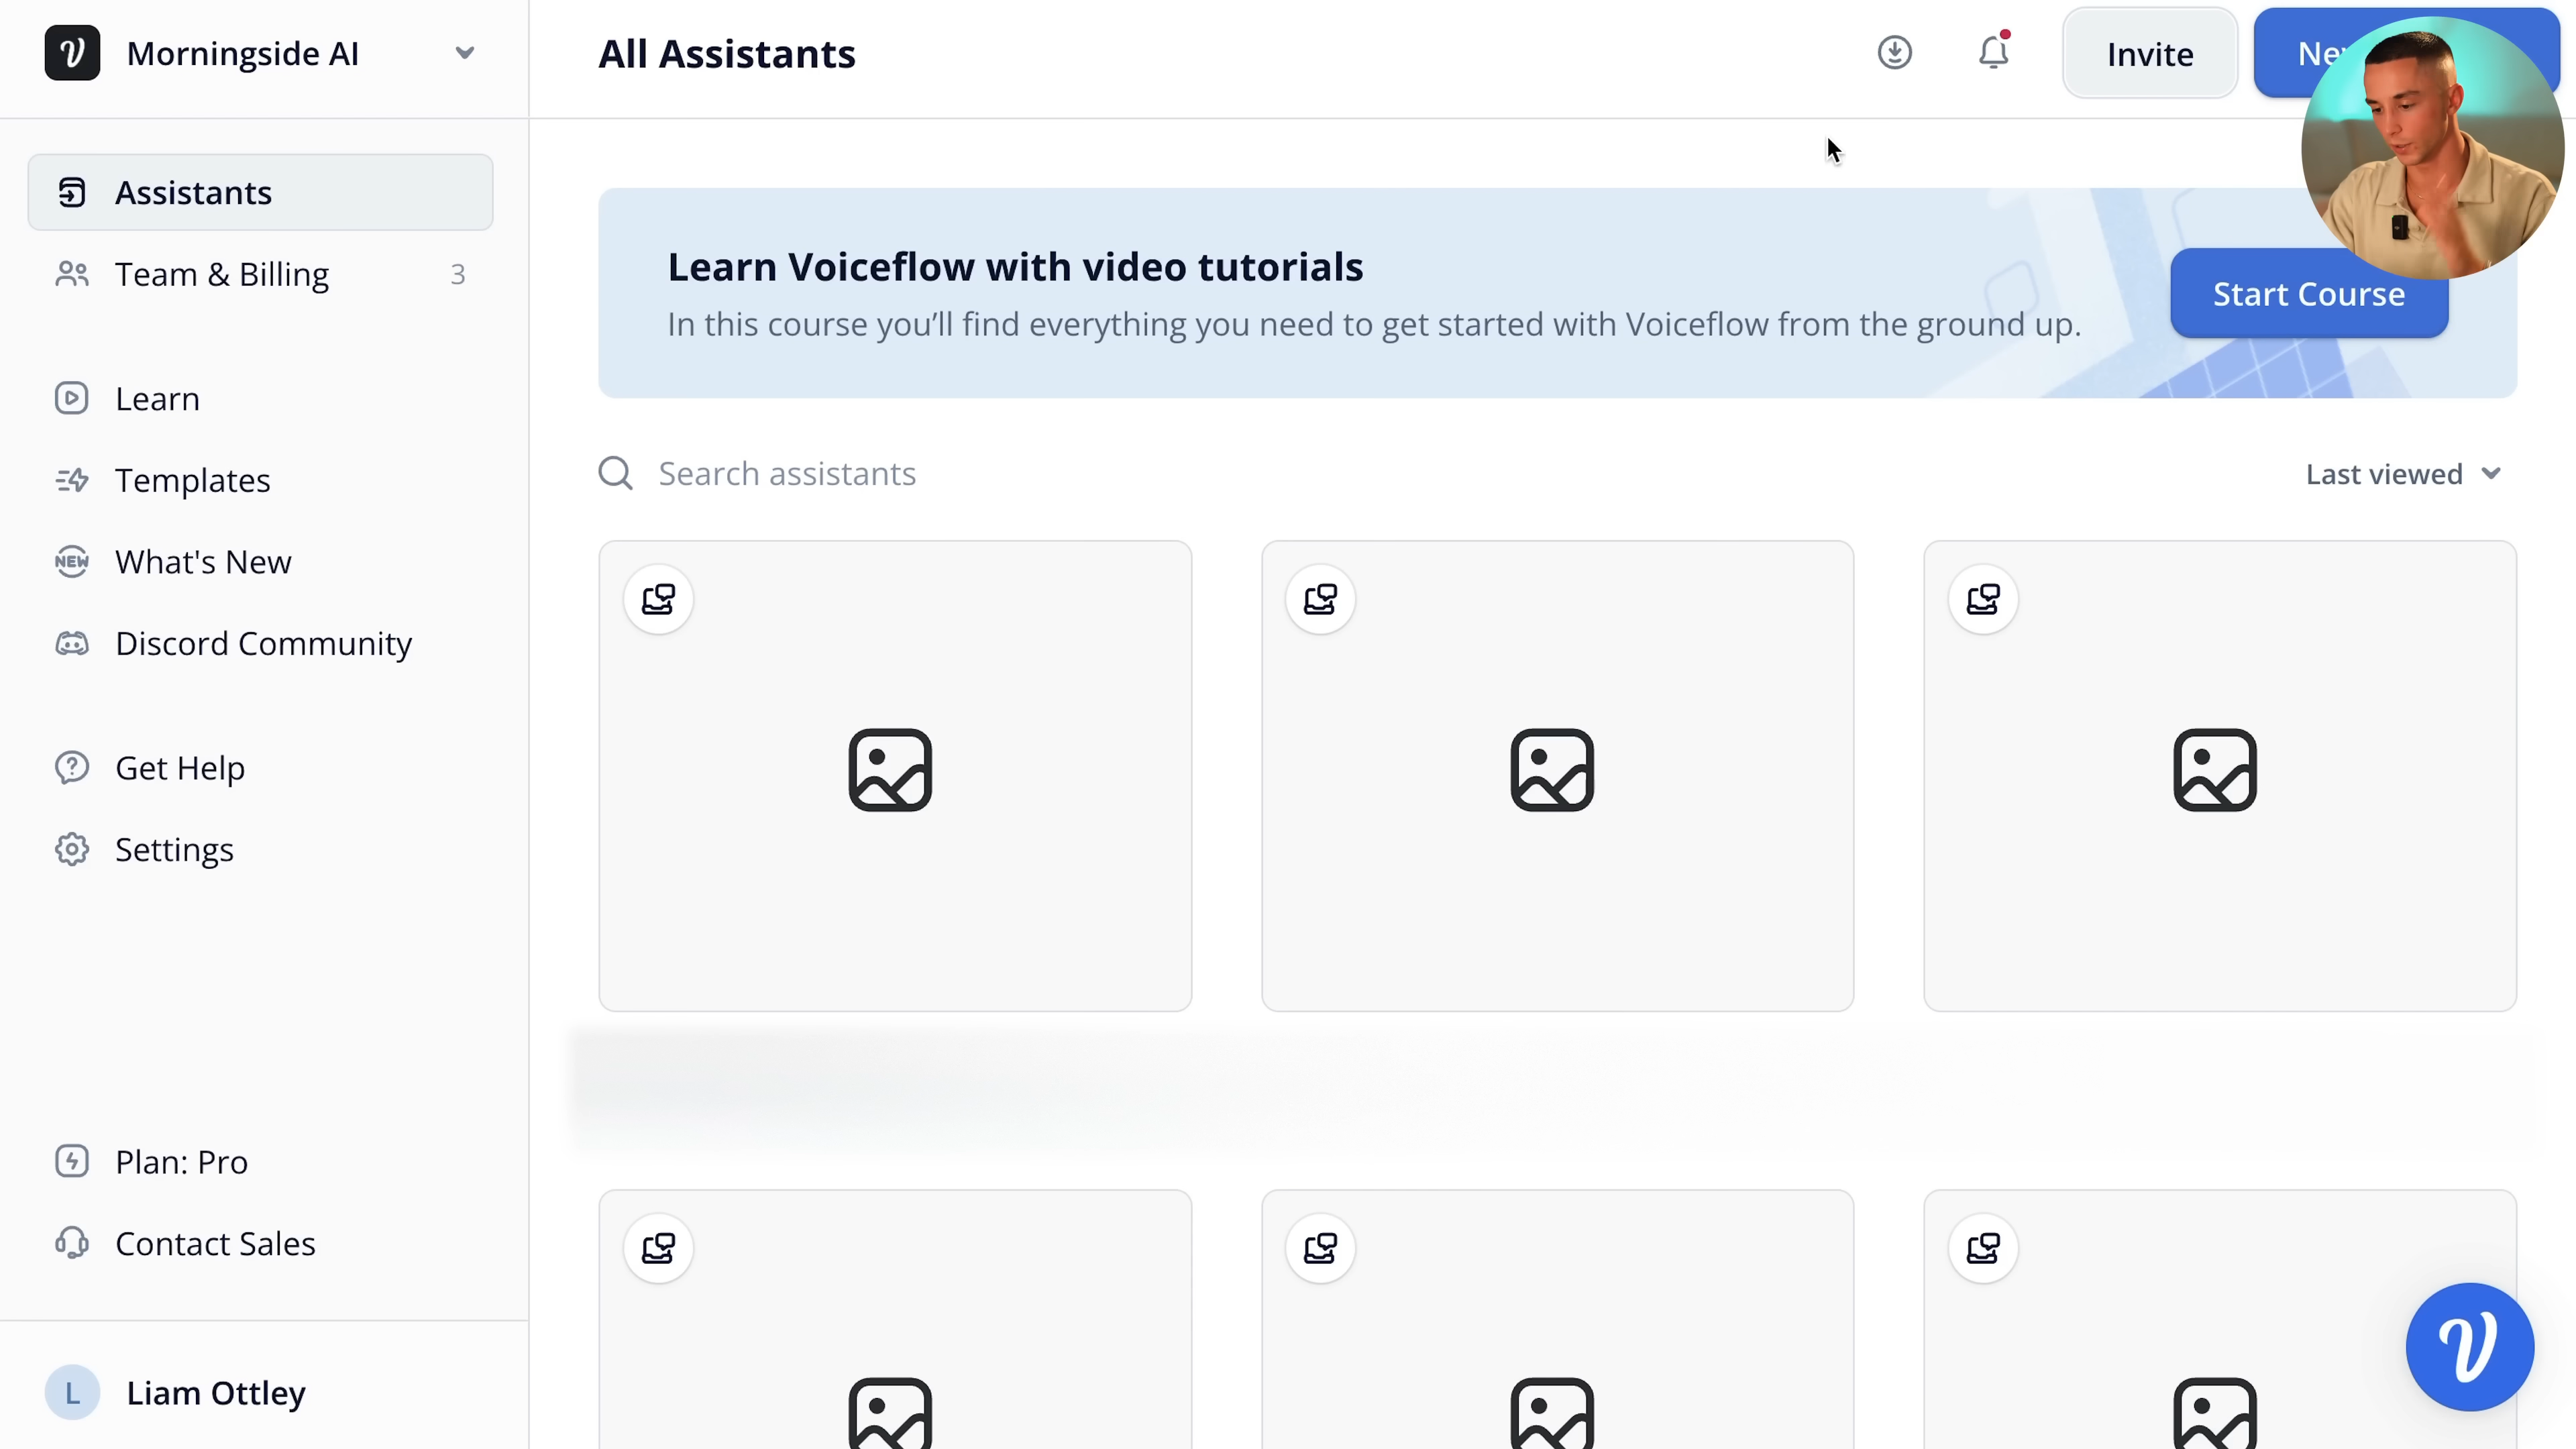 Morningside AI
All Assistants
Invite
Assistants
Team & Billing 3
Learn Voiceflow with video tutorials
In this course you’ll find everything you need to get started with Voiceflow from the ground up.
Start Course
Learn
Templates
What's New
NEW
Discord Community
Search assistants
Last viewed
Get Help
Settings
Plan: Pro
Contact Sales
L Liam Ottley